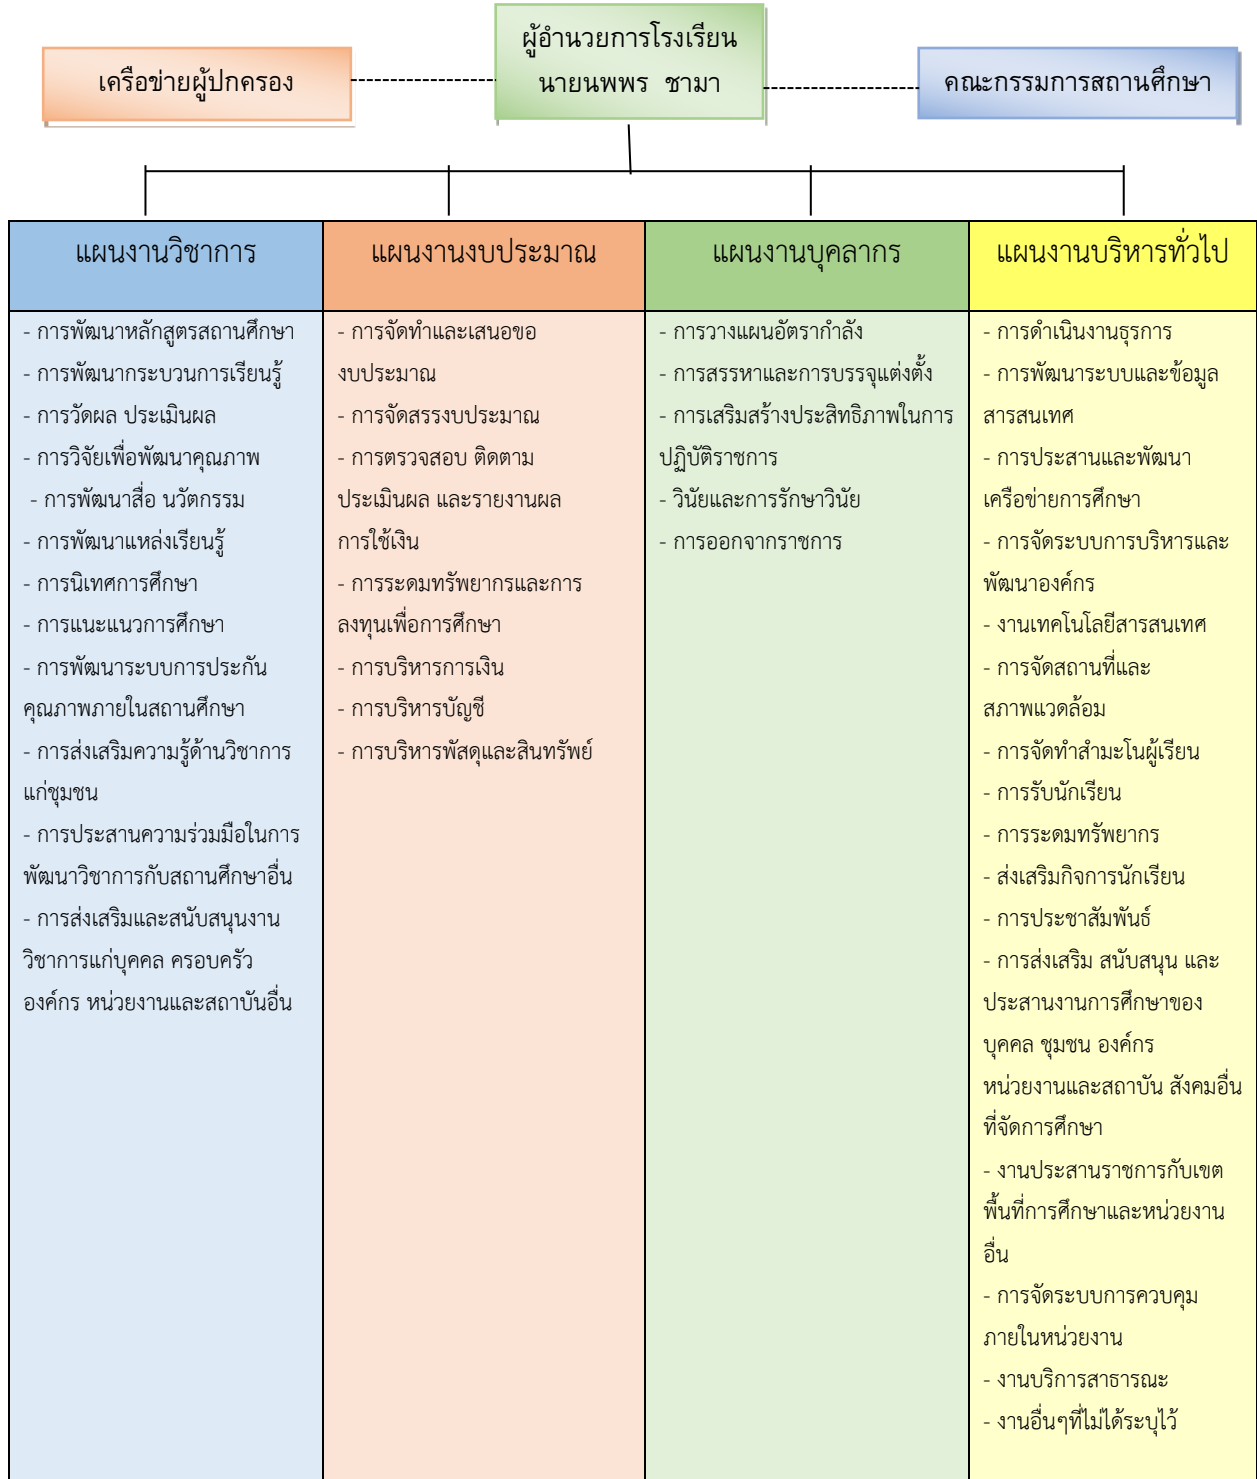 ผู้อำนวยการโรงเรียน
นายนพพร ชามา
เครือข่ายผู้ปกครอง
คณะกรรมการสถานศึกษา
แผนงานวิชาการ
- การพัฒนาหลักสูตรสถานศึกษา
- การพัฒนากระบวนการเรียนรู้
- การวัดผล ประเมินผล
- การวิจัยเพื่อพัฒนาคุณภาพ
- การพัฒนาสื่อ นวัตกรรม
- การพัฒนาแหล่งเรียนรู้
- การนิเทศการศึกษา
- การแนะแนวการศึกษา
- การพัฒนาระบบการประกัน
คุณภาพภายในสถานศึกษา
- การส่งเสริมความรู้ด้านวิชาการ
แก่ชุมชน
- การประสานความร่วมมือในการ
พัฒนาวิชาการกับสถานศึกษาอื่น
- การส่งเสริมและสนับสนุนงาน
วิชาการแก่บุคคล ครอบครัว
องค์กร หน่วยงานและสถาบันอื่น
แผนงานงบประมาณ
- การจัดทำและเสนอขอ
งบประมาณ
- การจัดสรรงบประมาณ
- การตรวจสอบ ติดตาม
ประเมินผล และรายงานผล
การใช้เงิน
- การระดมทรัพยากรและการ
ลงทุนเพื่อการศึกษา
- การบริหารการเงิน
- การบริหารบัญชี
- การบริหารพัสดุและสินทรัพย์
แผนงานบุคลากร
- การวางแผนอัตรากำลัง
- การสรรหาและการบรรจุแต่งตั้ง
- การเสริมสร้างประสิทธิภาพในการ
ปฏิบัติราชการ
- วินัยและการรักษาวินัย
- การออกจากราชการ
แผนงานบริหารทั่วไป
- การดำเนินงานธุรการ
- การพัฒนาระบบและข้อมูล
สารสนเทศ
- การประสานและพัฒนา
เครือข่ายการศึกษา
- การจัดระบบการบริหารและ
พัฒนาองค์กร
- งานเทคโนโลยีสารสนเทศ
- การจัดสถานที่และ
สภาพแวดล้อม
- การจัดทำสำมะโนผู้เรียน
- การรับนักเรียน
- การระดมทรัพยากร
- ส่งเสริมกิจการนักเรียน
- การประชาสัมพันธ์
- การส่งเสริม สนับสนุน และ
ประสานงานการศึกษาของ
บุคคล ชุมชน องค์กร
หน่วยงานและสถาบัน สังคมอื่น
ที่จัดการศึกษา
- งานประสานราชการกับเขต
พื้นที่การศึกษาและหน่วยงาน
อื่น
- การจัดระบบการควบคุม
ภายในหน่วยงาน
- งานบริการสาธารณะ
- งานอื่นๆที่ไม่ได้ระบุไว้